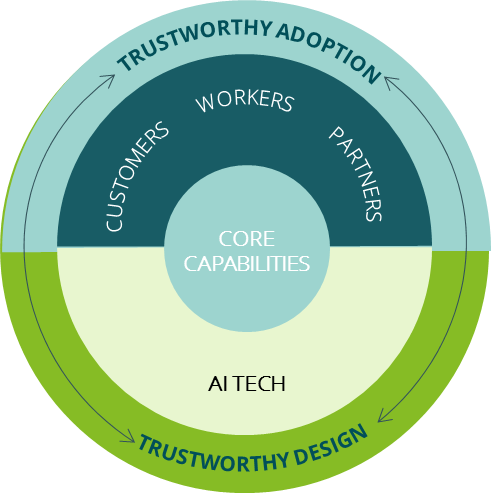 TRUSTWORTHY ADOPTION
WORKERS
CUSTOMERS
PARTNERS
CORE
CAPABILITIES
AI TECH
TRUSTWORTHY DESIGN